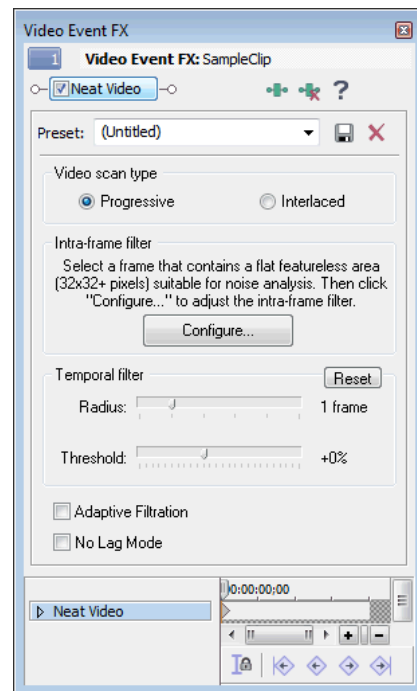 Video Event FX
1 Video Event FX: SampleClip
Neat Video ?
Preset: (Untitled)
Video scan type
Progressive Interlaced
Intra-frame filter
Select a frame that contains a flat featureless area
(32x32+ pixels) suitable for noise analysis. Then click
"Configure..." to adjust the intra-frame filter.
Configure...
Temporal filter Reset
Radius: 1 frame
Threshold: +0%
Adaptive Filtration
No Lag Mode
0:00:00;00
Neat Video